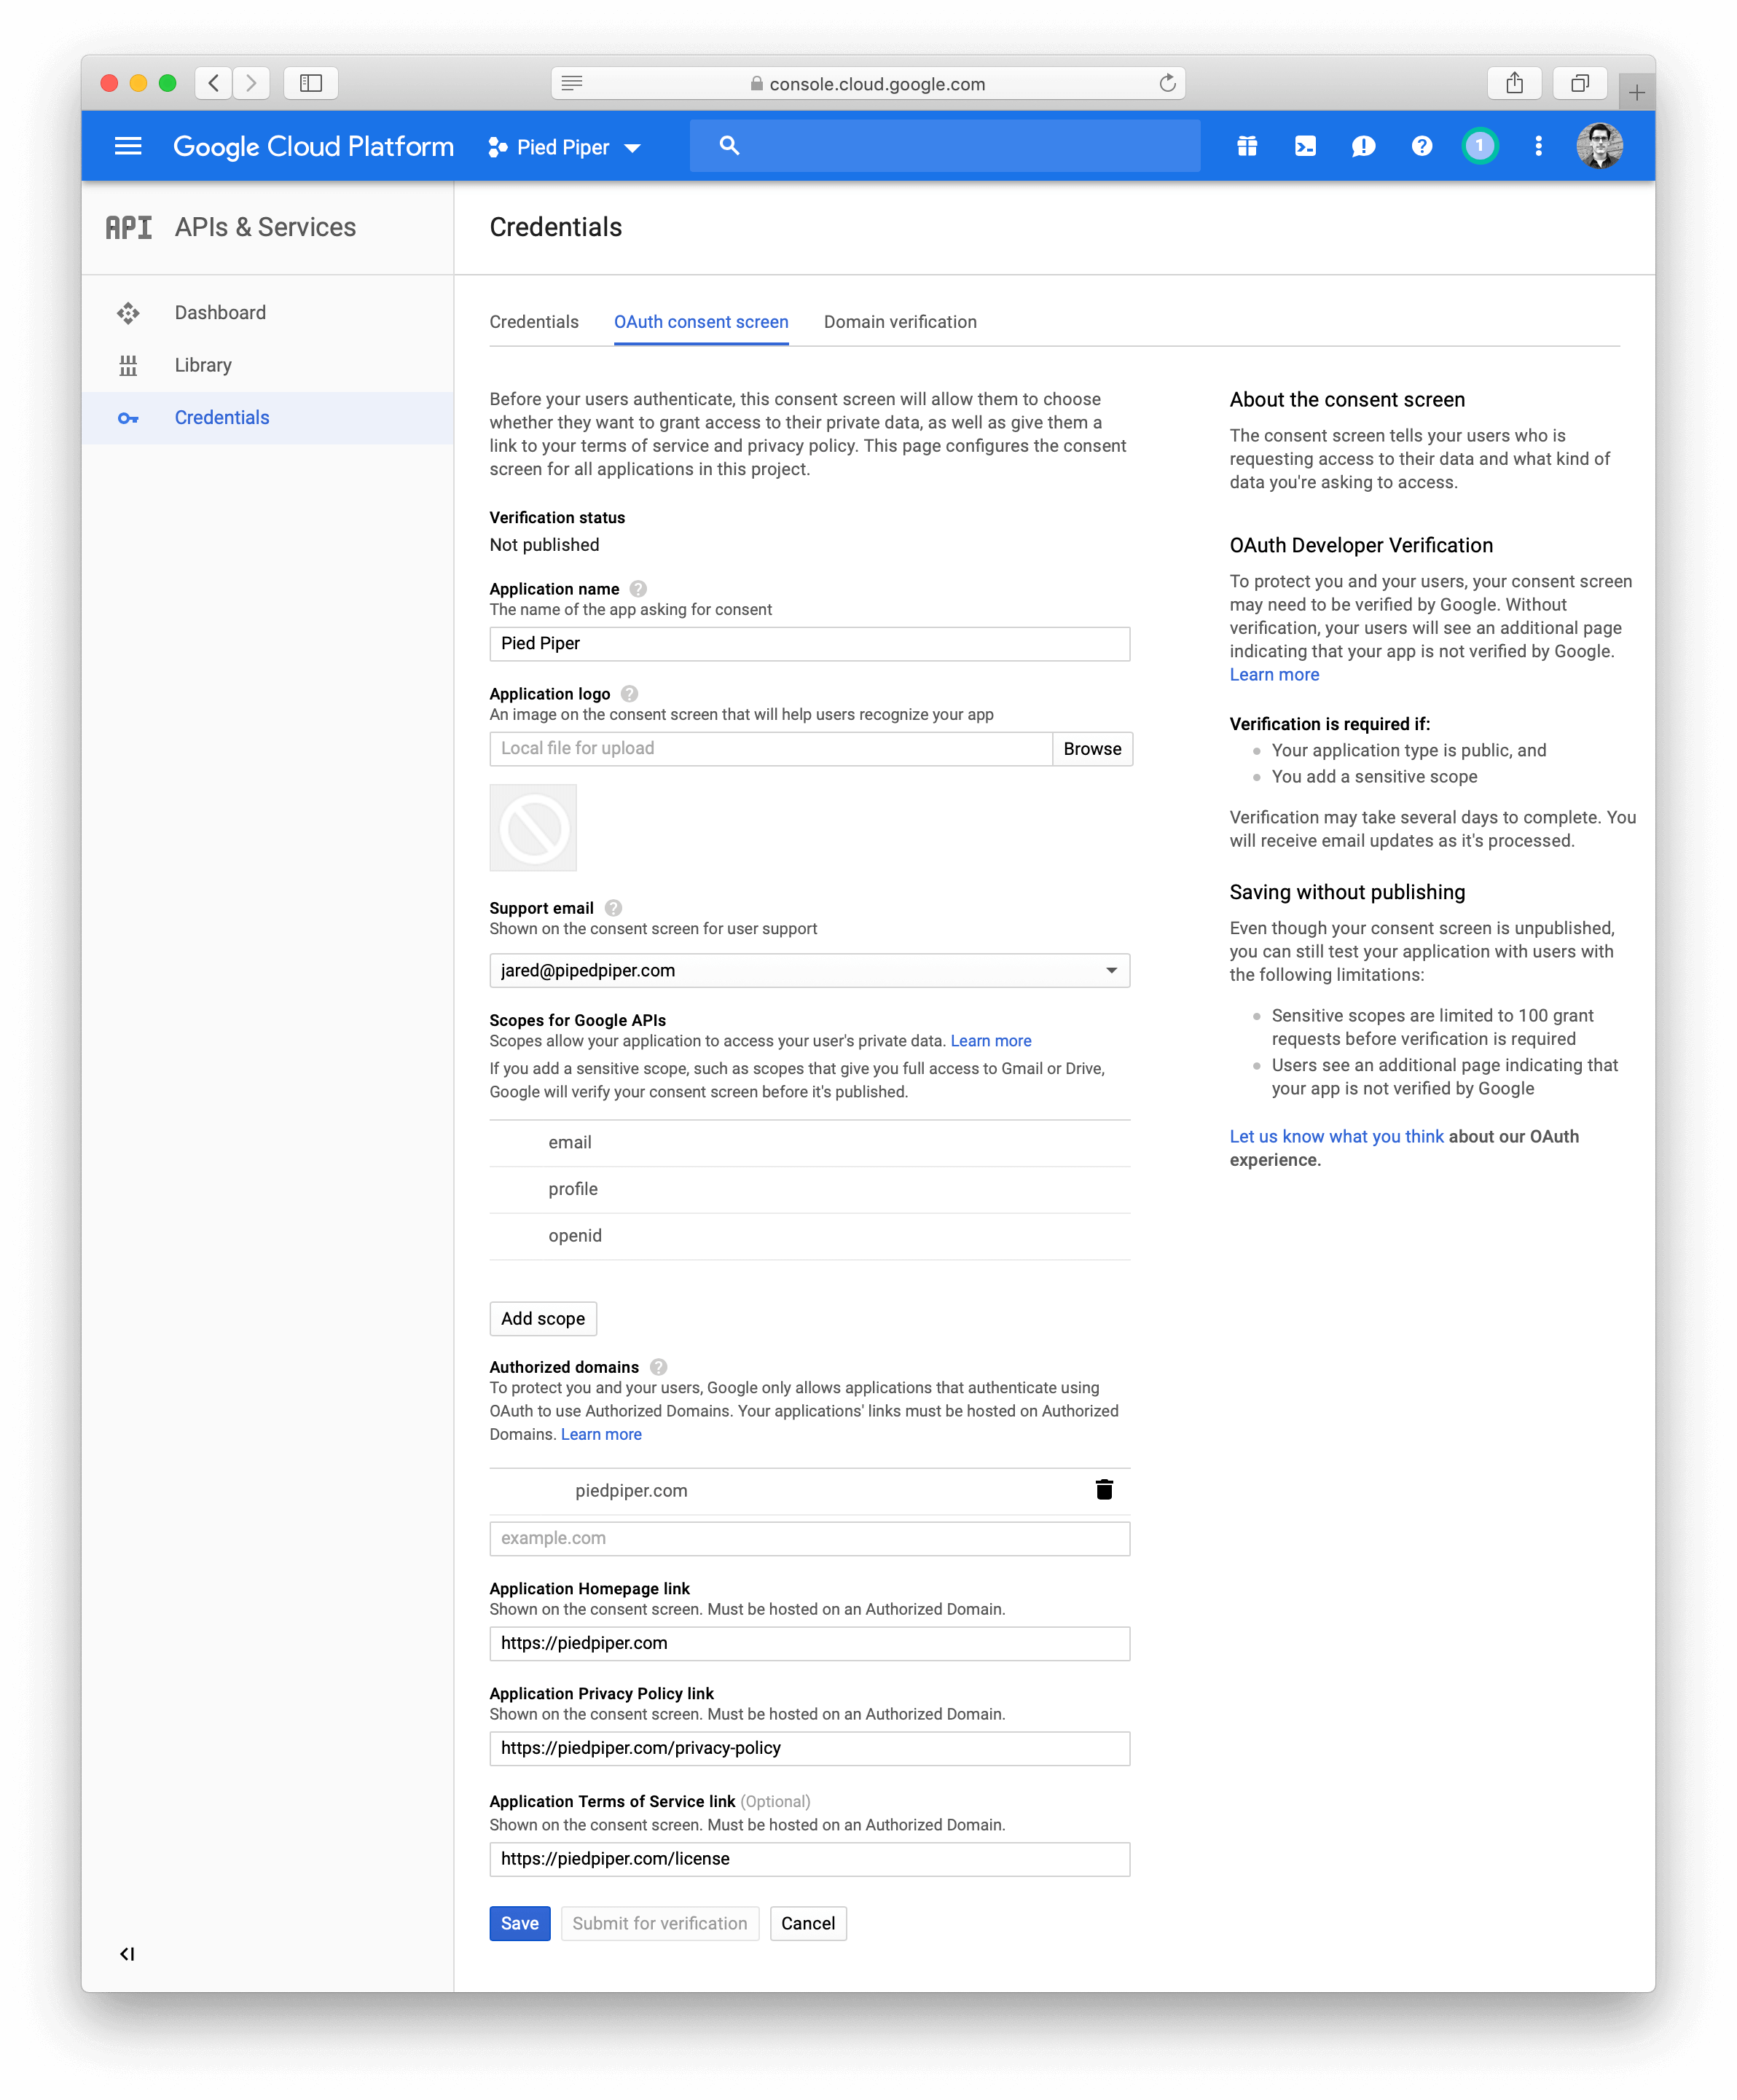 console.cloud.google.com
Google Cloud Platform
Pied Piper
1
API
APIs & Services
Credentials
Dashboard
Library
Credentials
Credentials
OAuth consent screen
Domain verification
Before your users authenticate, this consent screen will allow them to choose
whether they want to grant access to their private data, as well as give them a
link to your terms of service and privacy policy. This page configures the consent
screen for all applications in this project.
Verification status
Not published
Application name
The name of the app asking for consent
Pied Piper
Application logo
An image on the consent screen that will help users recognize your app
Local file for upload
Browse
Support email
Shown on the consent screen for user support
jared@pipedpiper.com
Scopes for Google APIs
Scopes allow your application to access your user's private data. Learn more
If you add a sensitive scope, such as scopes that give you full access to Gmail or Drive,
Google will verify your consent screen before it's published.
email
profile
openid
Add scope
Authorized domains
To protect you and your users, Google only allows applications that authenticate using
OAuth to use Authorized Domains. Your applications' links must be hosted on Authorized
Domains. Learn more
piedpiper.com
example.com
Application Homepage link
Shown on the consent screen. Must be hosted on an Authorized Domain.
https://piedpiper.com
Application Privacy Policy link
Shown on the consent screen. Must be hosted on an Authorized Domain.
https://piedpiper.com/privacy-policy
Application Terms of Service link (Optional)
Shown on the consent screen. Must be hosted on an Authorized Domain.
https://piedpiper.com/license
Save
Submit for verification
Cancel
About the consent screen
The consent screen tells your users who is
requesting access to their data and what kind of
data you're asking to access.
OAuth Developer Verification
To protect you and your users, your consent screen
may need to be verified by Google. Without
verification, your users will see an additional page
indicating that your app is not verified by Google.
Learn more
Verification is required if:
Your application type is public, and
You add a sensitive scope
Verification may take several days to complete. You
will receive email updates as it's processed.
Saving without publishing
Even though your consent screen is unpublished,
you can still test your application with users with
the following limitations:
Sensitive scopes are limited to 100 grant
requests before verification is required
Users see an additional page indicating that
your app is not verified by Google
Let us know what you think about our OAuth
experience.